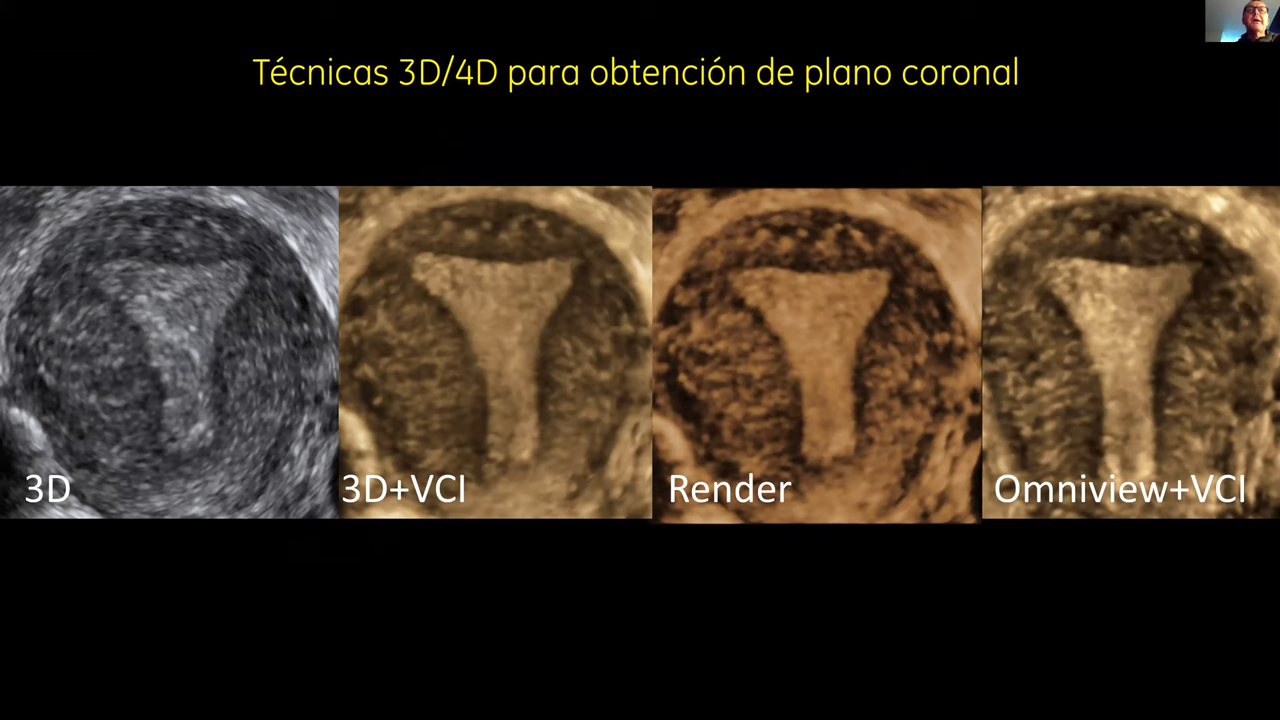 Técnicas 3D/4D para obtención de plano coronal
3D
3D+VCI
Render
Omniview+VCI